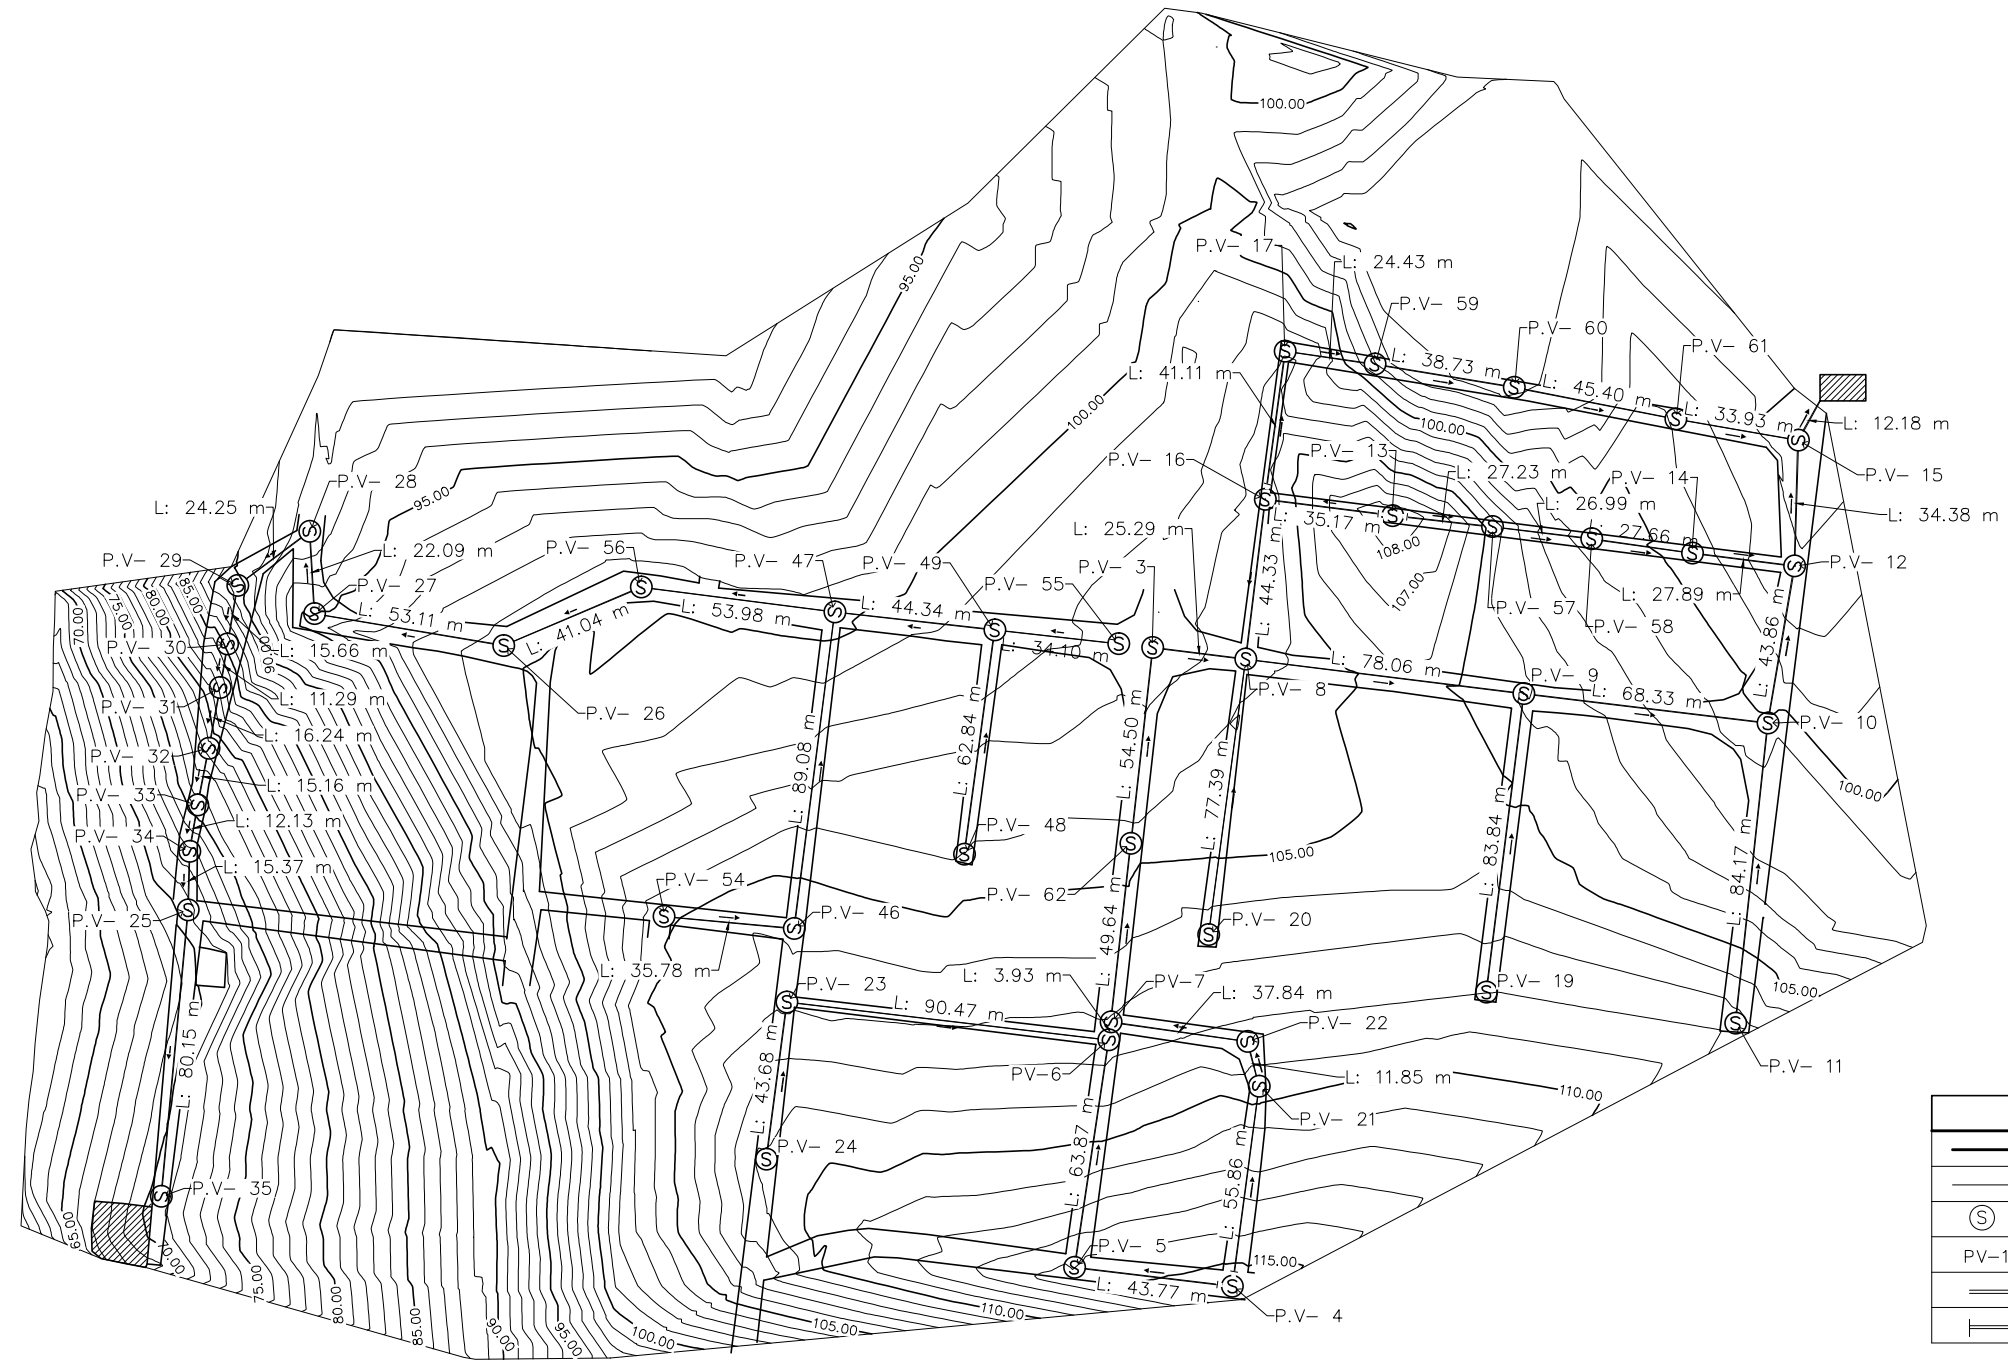 100.00
P.V- 17
L: 24.43 m
95.00
P.V- 59
P.V- 60
P.V- 61
L: 38.73 m
L: 41.11 m
L: 45.40 m
L: 33.93 m
L: 12.18 m
100.00
100.00
P.V- 13
P.V- 16
L: 27.23 m
P.V- 14
P.V- 15
P.V- 28
95.00
L: 24.25 m
L: 26.99 m
L: 35.17 m
L: 34.38 m
L: 25.29 m
L: 27.66 m
108.00
P.V- 56
L: 22.09 m
P.V- 29
P.V- 47
P.V- 49
P.V- 3
P.V- 12
P.V- 27
P.V- 55
L: 44.33 m
107.00
85.00
80.00
75.00
70.00
L: 53.11 m
L: 53.98 m
L: 44.34 m
P.V- 57
L: 27.89 m
P.V- 58
L: 41.04 m
P.V- 30
90.00
L: 15.66 m
L: 34.10 m
L: 78.06 m
L: 43.86 m
P.V- 9
P.V- 8
L: 68.33 m
L: 11.29 m
P.V- 31
P.V- 26
P.V- 10
L: 16.24 m
P.V- 32
L: 89.08 m
L: 62.84 m
L: 54.50 m
L: 77.39 m
L: 15.16 m
P.V- 33
100.00
L: 12.13 m
P.V- 34
P.V- 48
L: 83.84 m
105.00
L: 15.37 m
P.V- 54
P.V- 62
L: 84.17 m
P.V- 25
P.V- 46
P.V- 20
L: 49.64 m
L: 35.78 m
L: 3.93 m
P.V- 23
PV-7
L: 37.84 m
P.V- 19
105.00
L: 90.47 m
P.V- 22
L: 80.15 m
L: 43.68 m
PV-6
L: 11.85 m
P.V- 11
110.00
P.V- 21
P.V- 24
L: 63.87 m
L: 55.86 m
P.V- 35
65.00
70.00
P.V- 5
115.00
75.00
80.00
L: 43.77 m
110.00
P.V- 4
85.00
90.00
95.00
100.00
105.00
S
PV-1